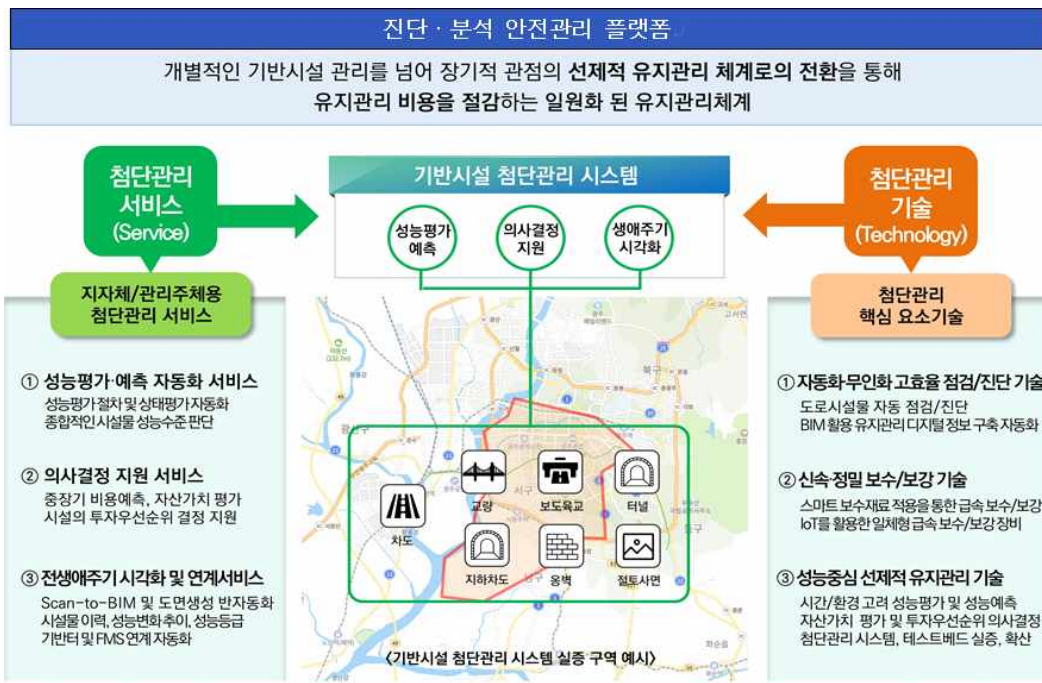 진단 · 분석 안전관리 플랫폼
개별적인 기반시설 관리를 넘어 장기적 관점의 선제적 유지관리 체계로의 전환을 통해
유지관리 비용을 절감하는 일원화 된 유지관리체계
첨단관리
서비스
(Service)
지자체/관리주체용
첨단관리 서비스
① 성능평가·예측 자동화 서비스
성능평가 절차 및 상태평가 자동화
종합적인 시설물 성능수준 판단
② 의사결정 지원 서비스
중장기 비용예측, 자산가치 평가
시설의 투자우선순위 결정 지원
③ 전생애주기 시각화 및 연계서비스
Scan-to-BIM 및 도면생성 반자동화
시설물 이력, 성능변화 추이, 성능등급
기반터 및 FMS 연계 자동화
기반시설 첨단관리 시스템
성능평가
예측
의사결정
지원
생애주기
시각화
북구
광산구
서구
동구
남구
화순읍
차도
교량
보도육교
터널
지하차도
옹벽
절토사면
<기반시설 첨단관리 시스템 실증 구역 예시>
첨단관리
기술
(Technology)
첨단관리
핵심 요소기술
① 자동화·무인화 고효율 점검/진단 기술
도로시설물 자동 점검/진단
BIM 활용 유지관리 디지털 정보 구축 자동화
② 신속·정밀 보수/보강 기술
스마트 보수재료 적용을 통한 급속 보수/보강
IoT를 활용한 일체형 급속 보수/보강 장비
③ 성능중심 선제적 유지관리 기술
시간/환경 고려 성능평가 및 성능예측
자산가치 평가 및 투자우선순위 의사결정
첨단관리 시스템, 테스트베드 실증, 확산